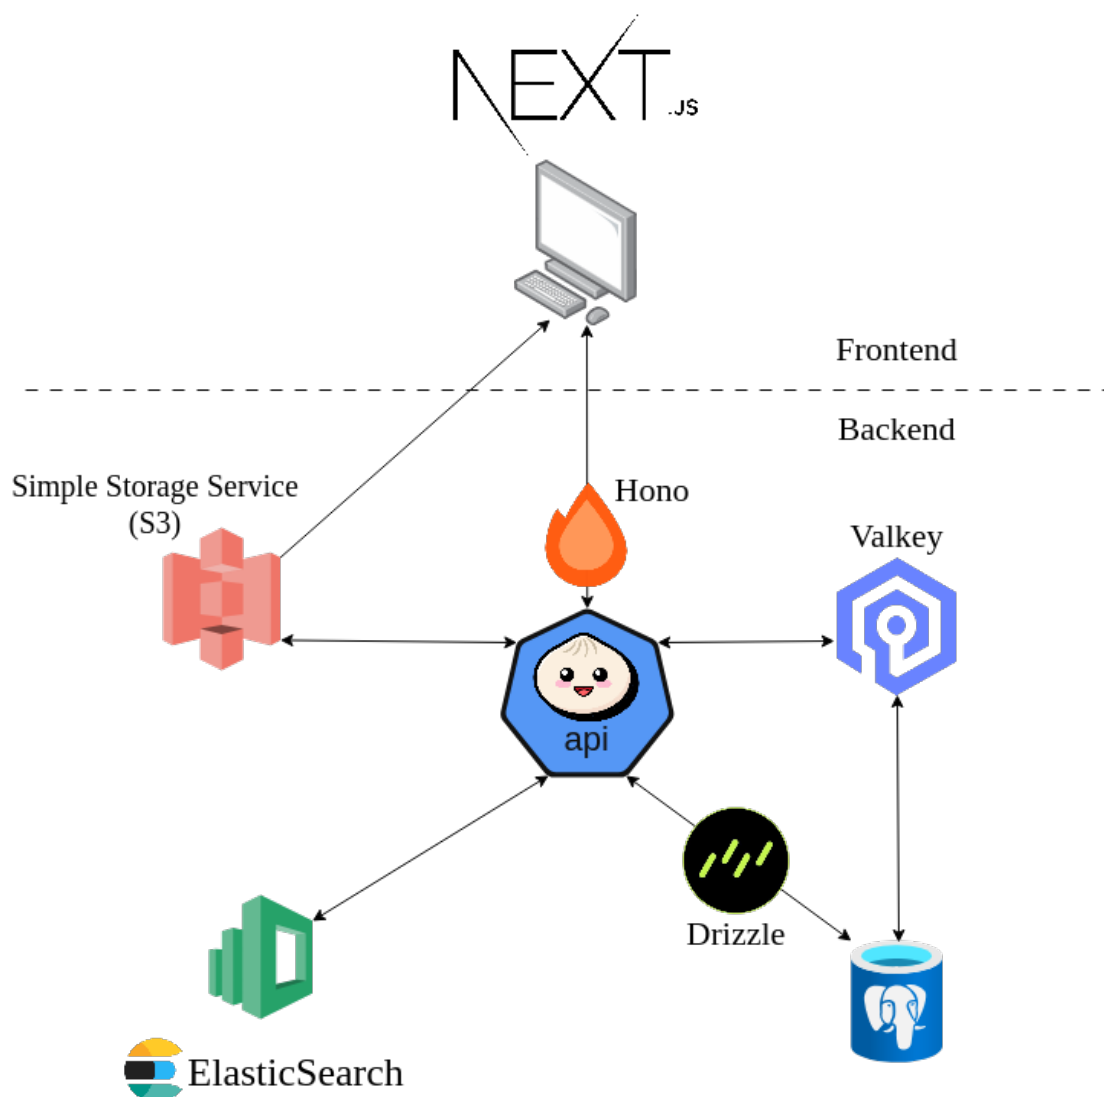 NEXT.JS
Frontend
Backend
Simple Storage Service
(S3)
Hono
Valkey
api
Drizzle
ElasticSearch